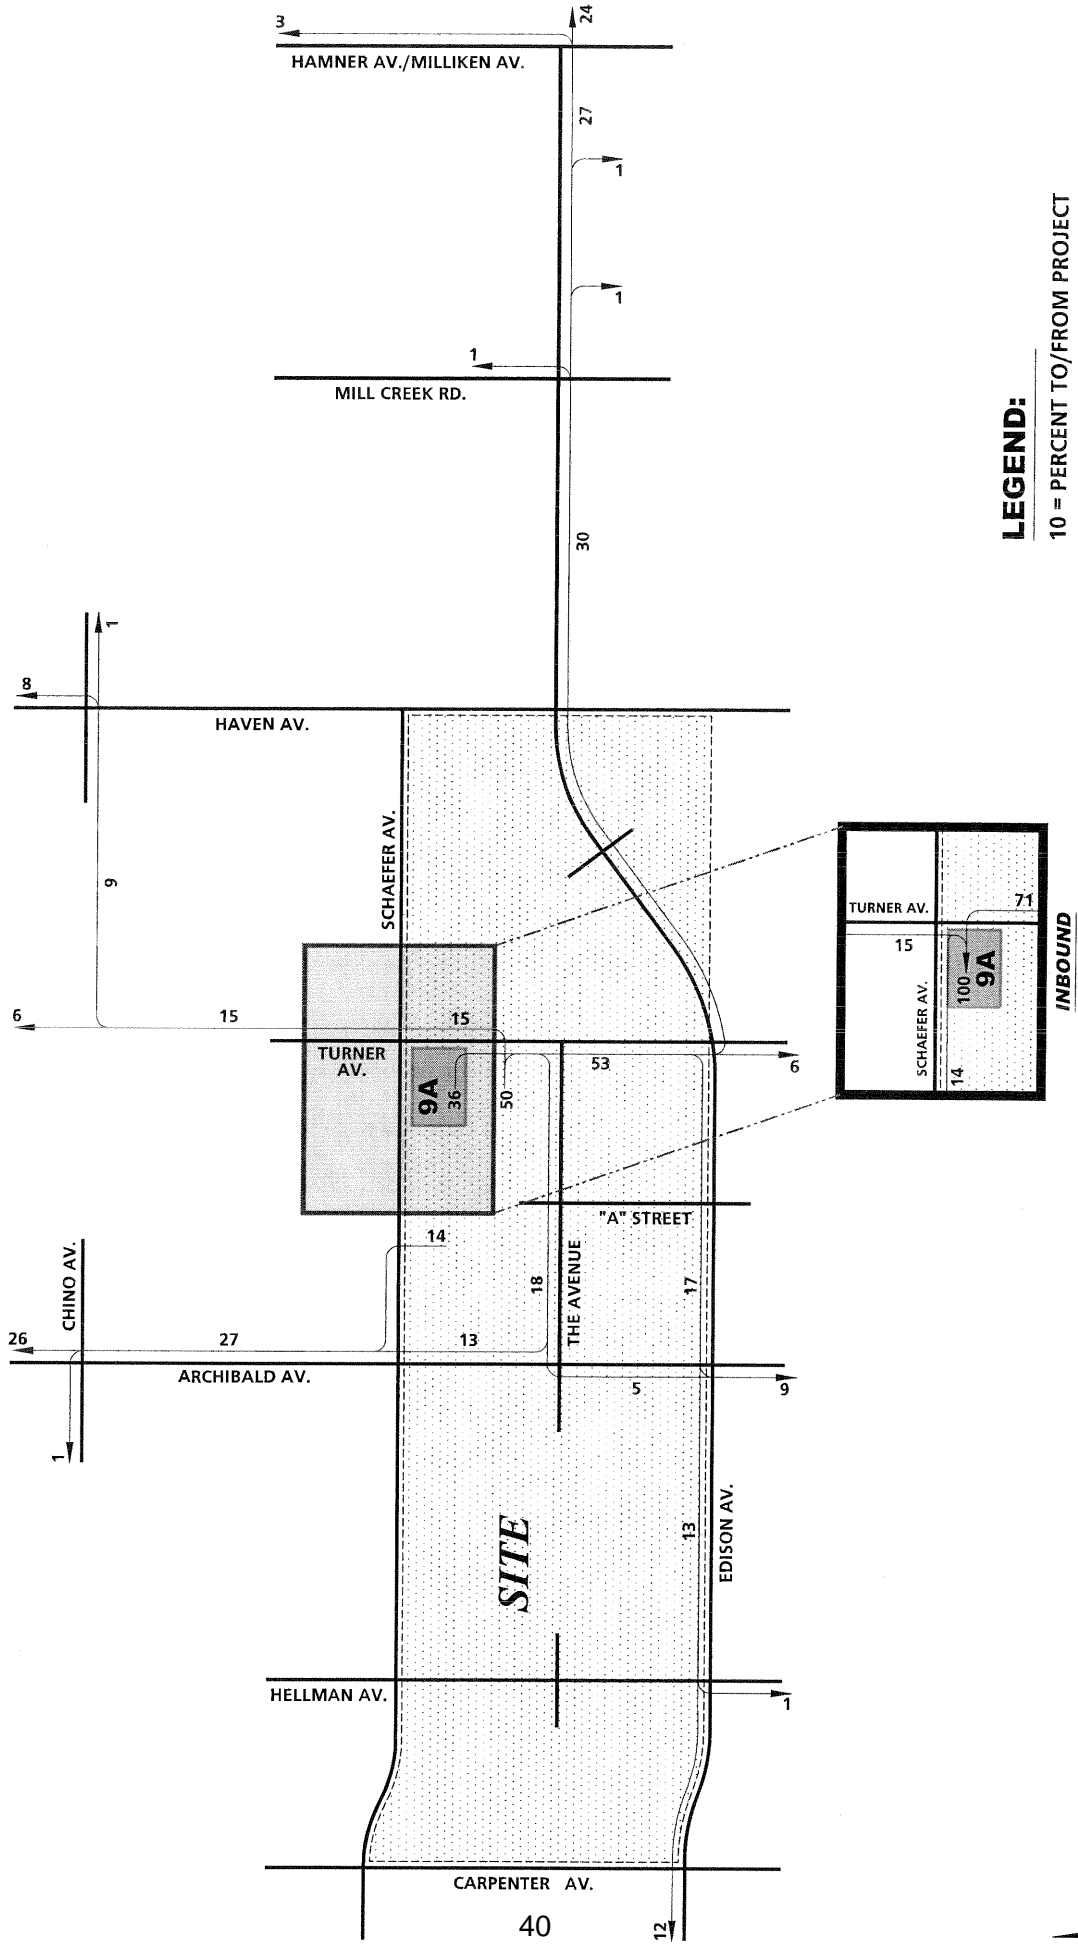 3
24
HAMNER AV./MILLIKEN AV.
27
1
1
1
MILL CREEK RD.
LEGEND:
10 = PERCENT TO/FROM PROJECT
30
8
1
HAVEN AV.
9
SCHAEFER AV.
6
15
15
TURNER
AV.
9A
36
50
53
6
TURNER AV.
71
15
100
9A
SCHAEFER AV.
14
INBOUND
"A" STREET
CHINO AV.
14
18
THE AVENUE
17
26
27
13
ARCHIBALD AV.
5
9
1
SITE
13
EDISON AV.
HELLMAN AV.
1
CARPENTER AV.
12
40